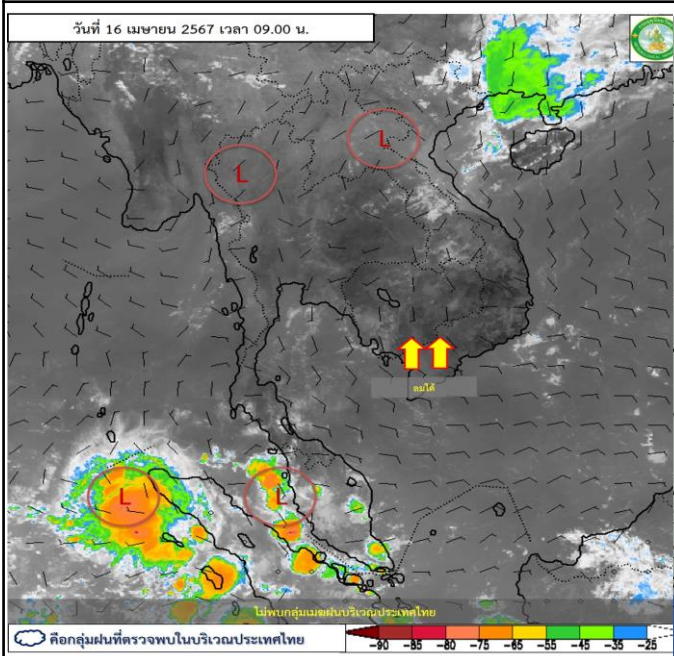 วันที่ 16 เมษายน 2567 เวลา 09.00 น.
L
L
ลมใต้
L
L
ไม่พบกลุ่มเมฆฝนบริเวณประเทศไทย
คือกลุ่มฝนที่ตรวจพบในบริเวณประเทศไทย
-90 -85 -80 -75 -65 -55 -45 -35 -25